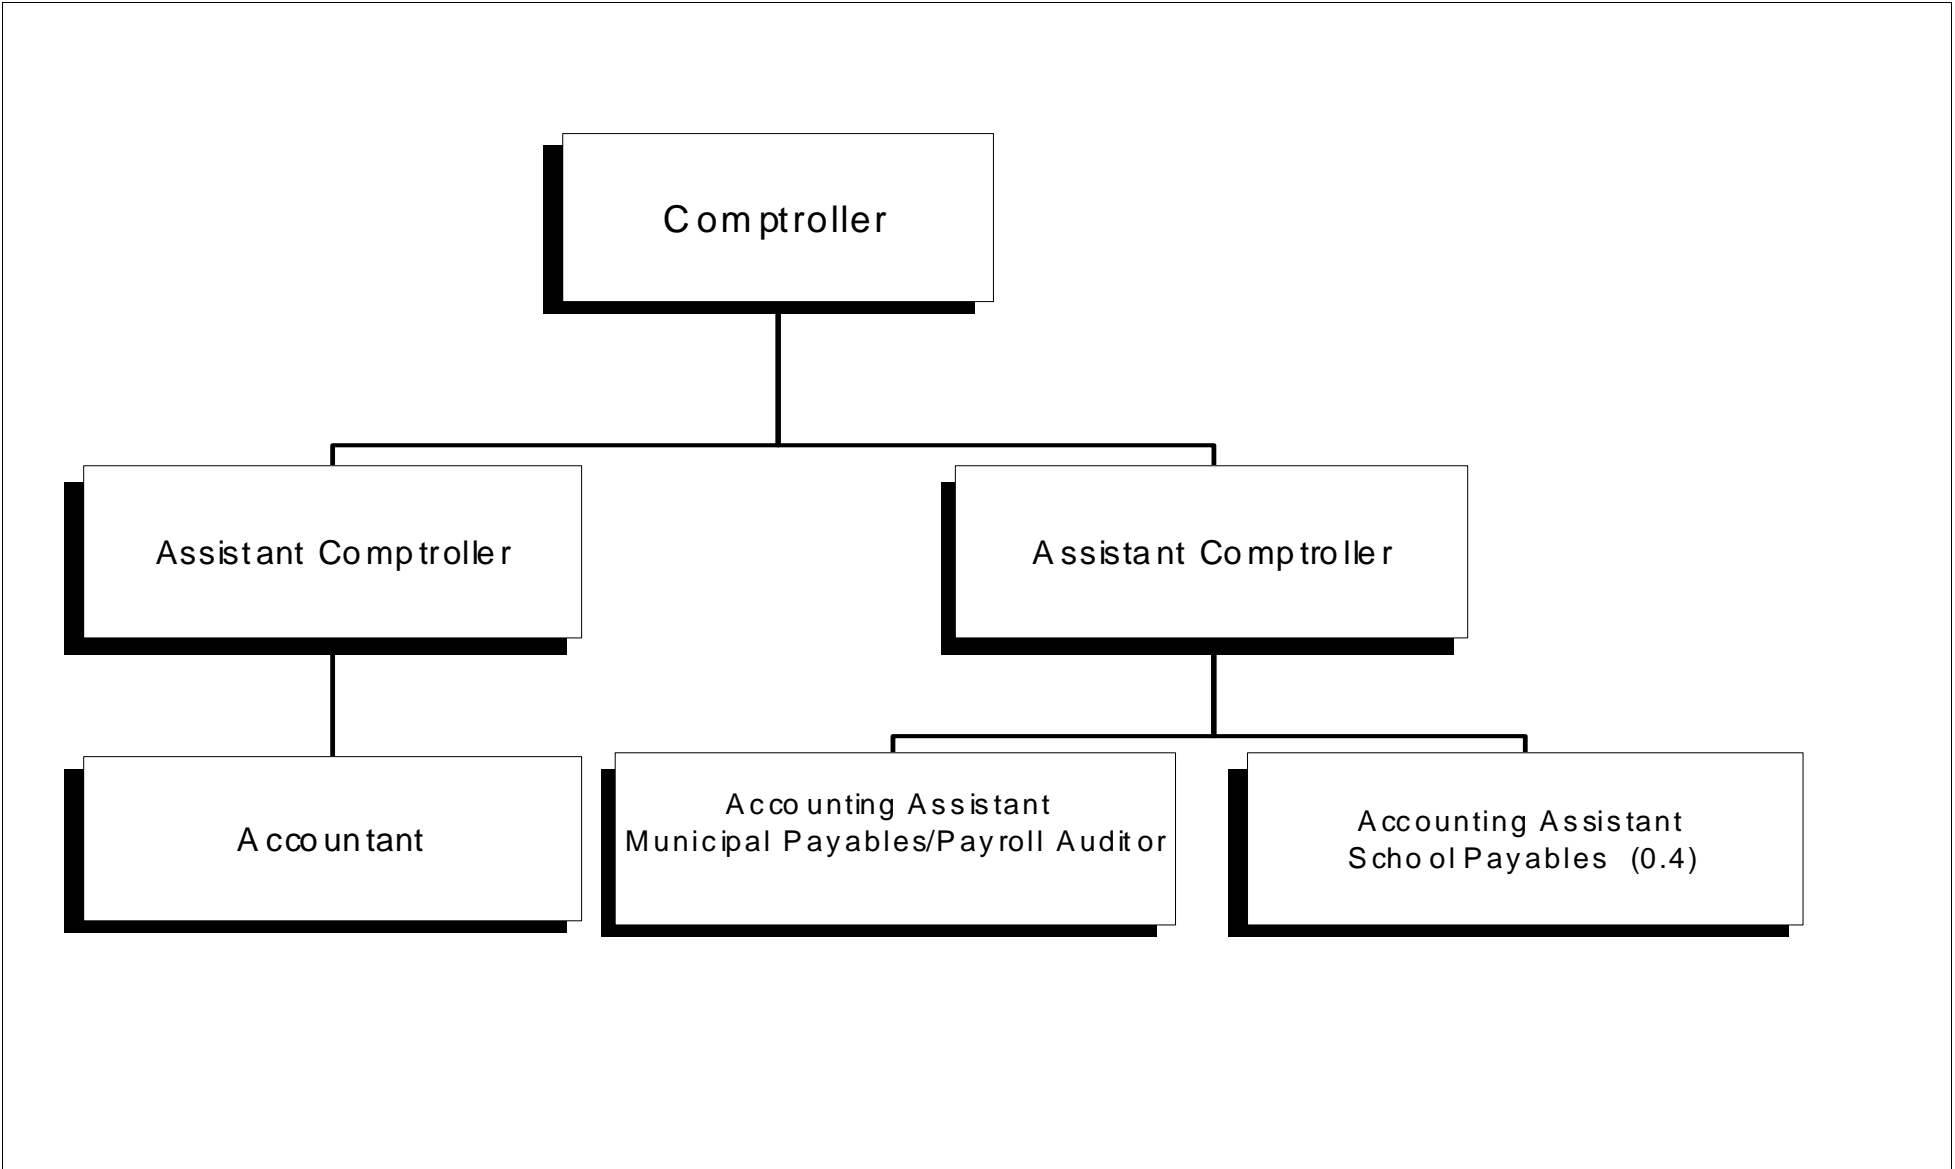 Comptroller
Assistant Comptroller
Assistant Comptroller
Accountant
Accounting Assistant
Municipal Payables/Payroll Auditor
Accounting Assistant
School Payables (0.4)